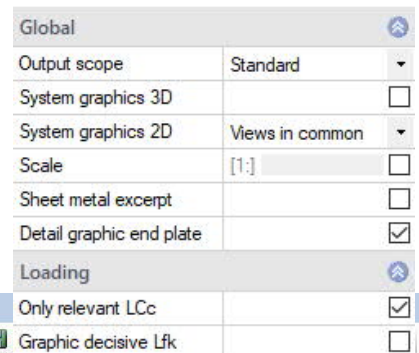 Global
Output scope Standard
System graphics 3D
System graphics 2D Views in common
Scale [1:]
Sheet metal excerpt
Detail graphic end plate
Loading
Only relevant LCc
Graphic decisive Lfk